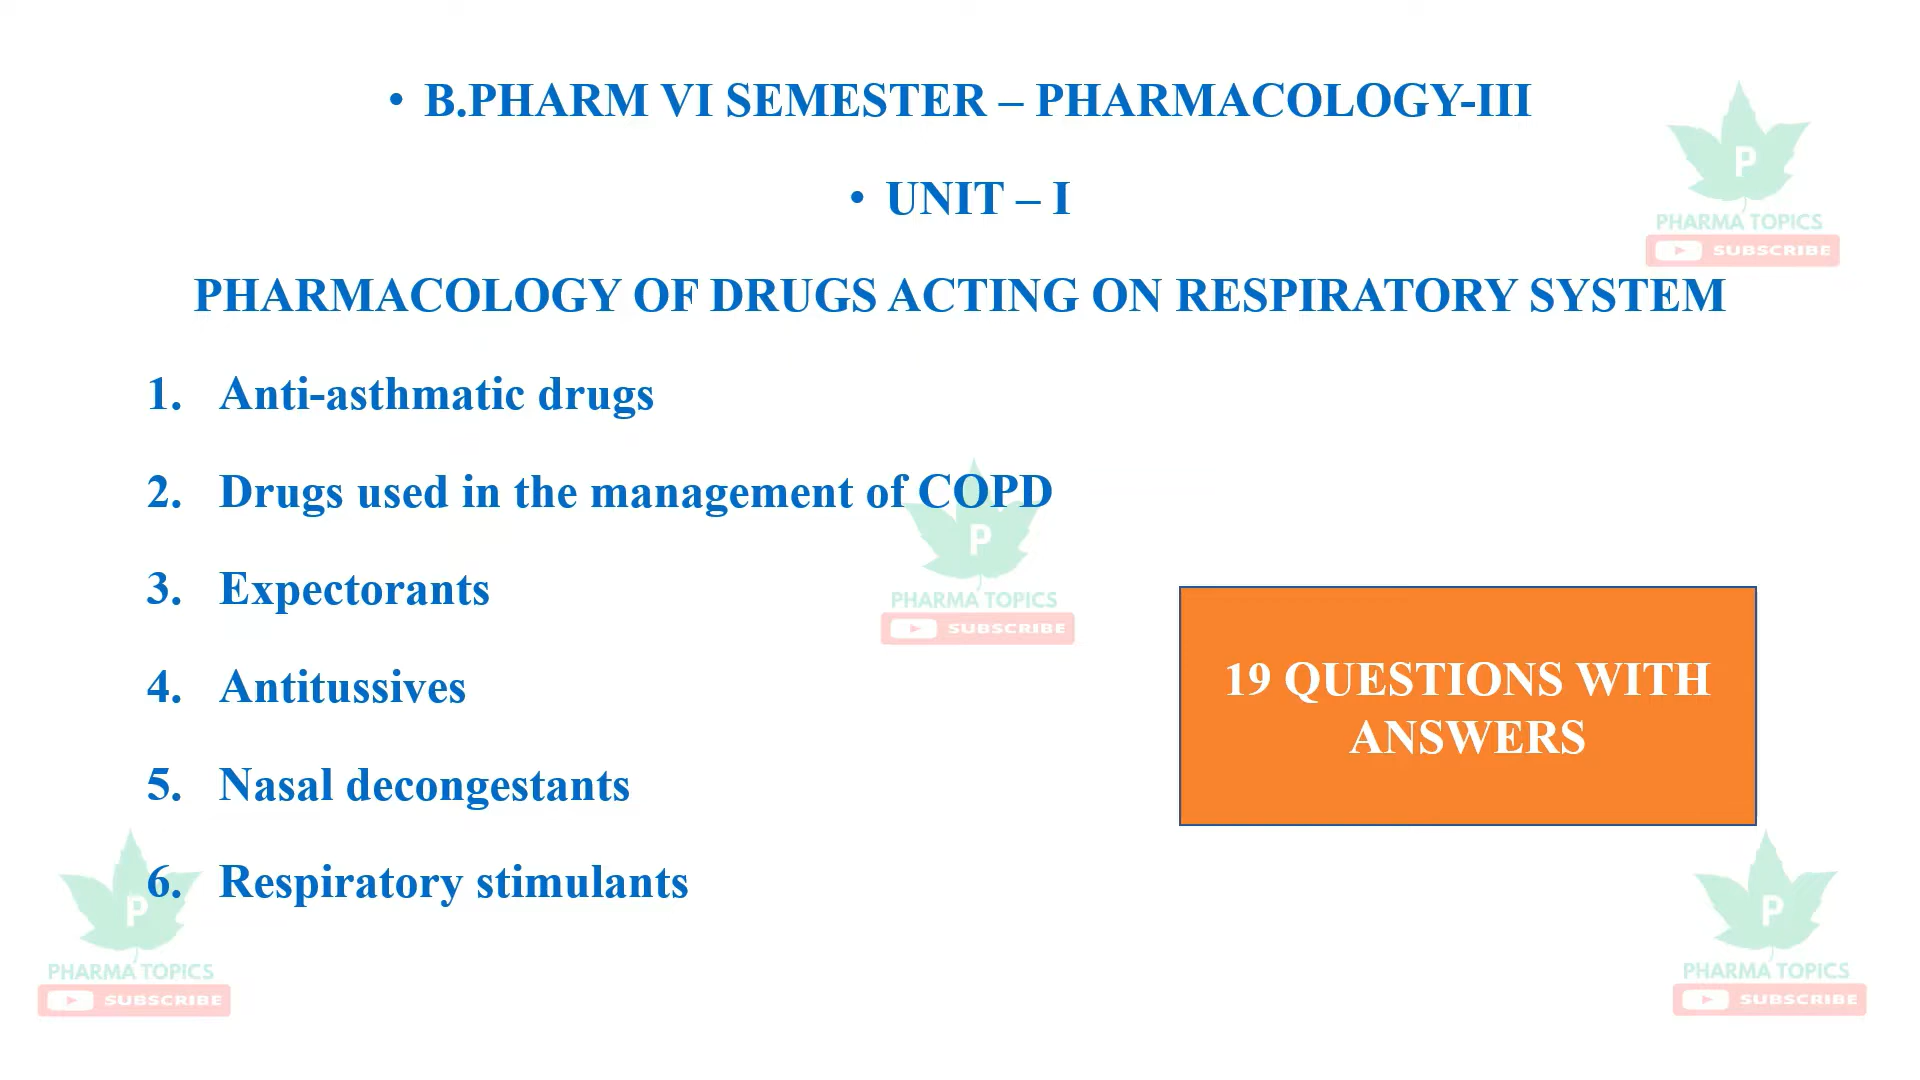 • B.PHARM VI SEMESTER – PHARMACOLOGY-III
• UNIT – I
PHARMACOLOGY OF DRUGS ACTING ON RESPIRATORY SYSTEM
1. Anti-asthmatic drugs
2. Drugs used in the management of COPD
3. Expectorants
4. Antitussives
5. Nasal decongestants
6. Respiratory stimulants
19 QUESTIONS WITH
ANSWERS
P
PHARMA TOPICS
SUBSCRIBE
P
PHARMA TOPICS
SUBSCRIBE
P
PHARMA TOPICS
SUBSCRIBE
P
PHARMA TOPICS
SUBSCRIBE